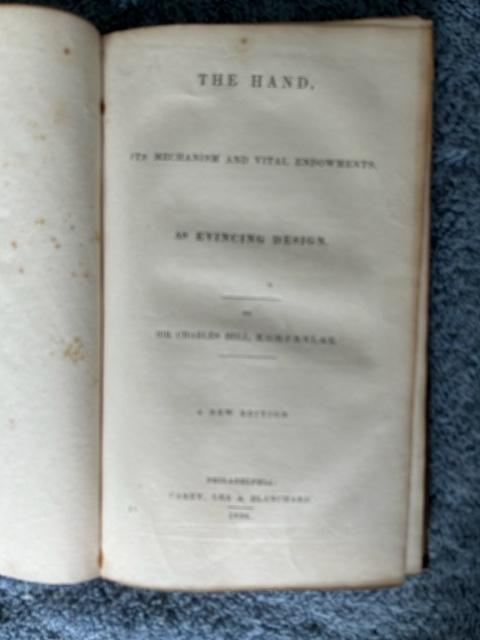 THE HAND,
ITS MECHANISM AND VITAL ENDOWMENTS,
AS EVINCING DESIGN.
BY
SIR CHARLES BELL,
A NEW EDITION
PHILADELPHIA:
CAREY, LEA & BLANCHARD